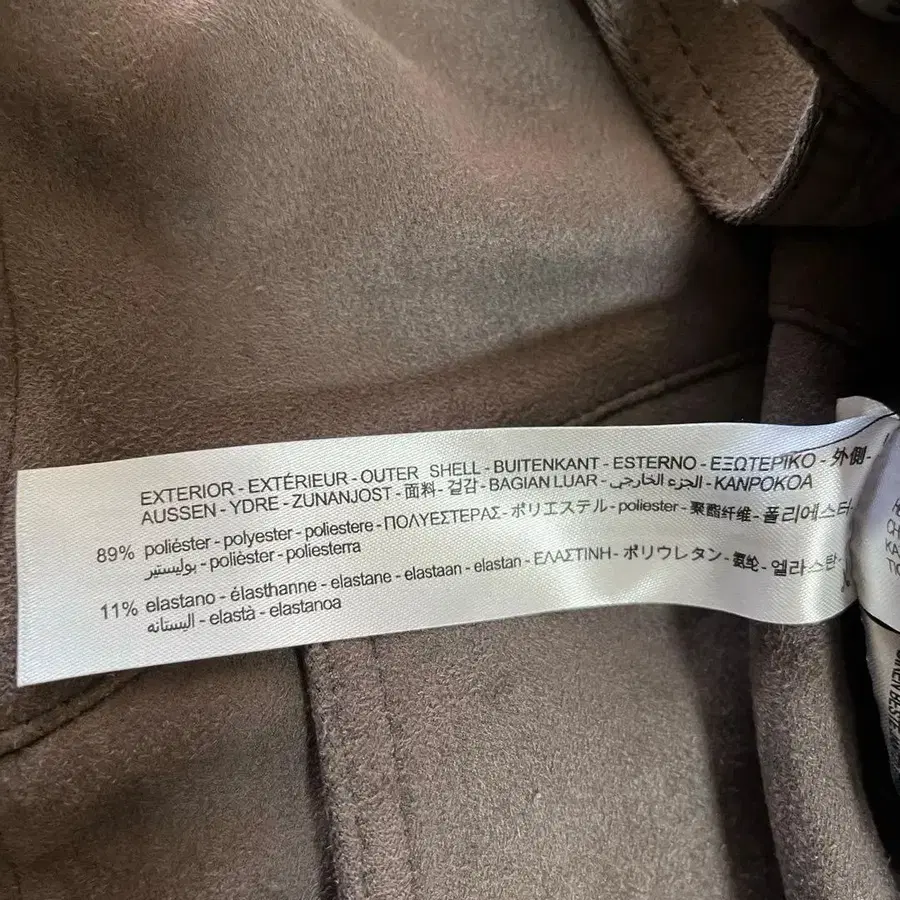 EXTERIOR - EXTÉRIEUR - OUTER SHELL - BUITENKANT - ESTERNO - ΕΞΩΤΕΡΙΚΟ - 外側 -
AUSSEN - YDRE - ZUNANJOST - 面料 - 겉감 - BAGIAN LUAR - الجزء الخارجي - KANPOKOA
89% poliéster - polyester - poliestere - ΠΟΛΥΕΣΤΕΡΑΣ - ポリエステル - poliester - 聚酯纤维 - 폴리에스터 -
بوليستير - polièster - poliesterra
11% elastano - élasthanne - elastane - elastaan - elastan - ΕΛΑΣΤΙΝΗ - ポリウレタン - 氨纶 - 엘라스탄 -
اليستانه - elastà - elastanoa